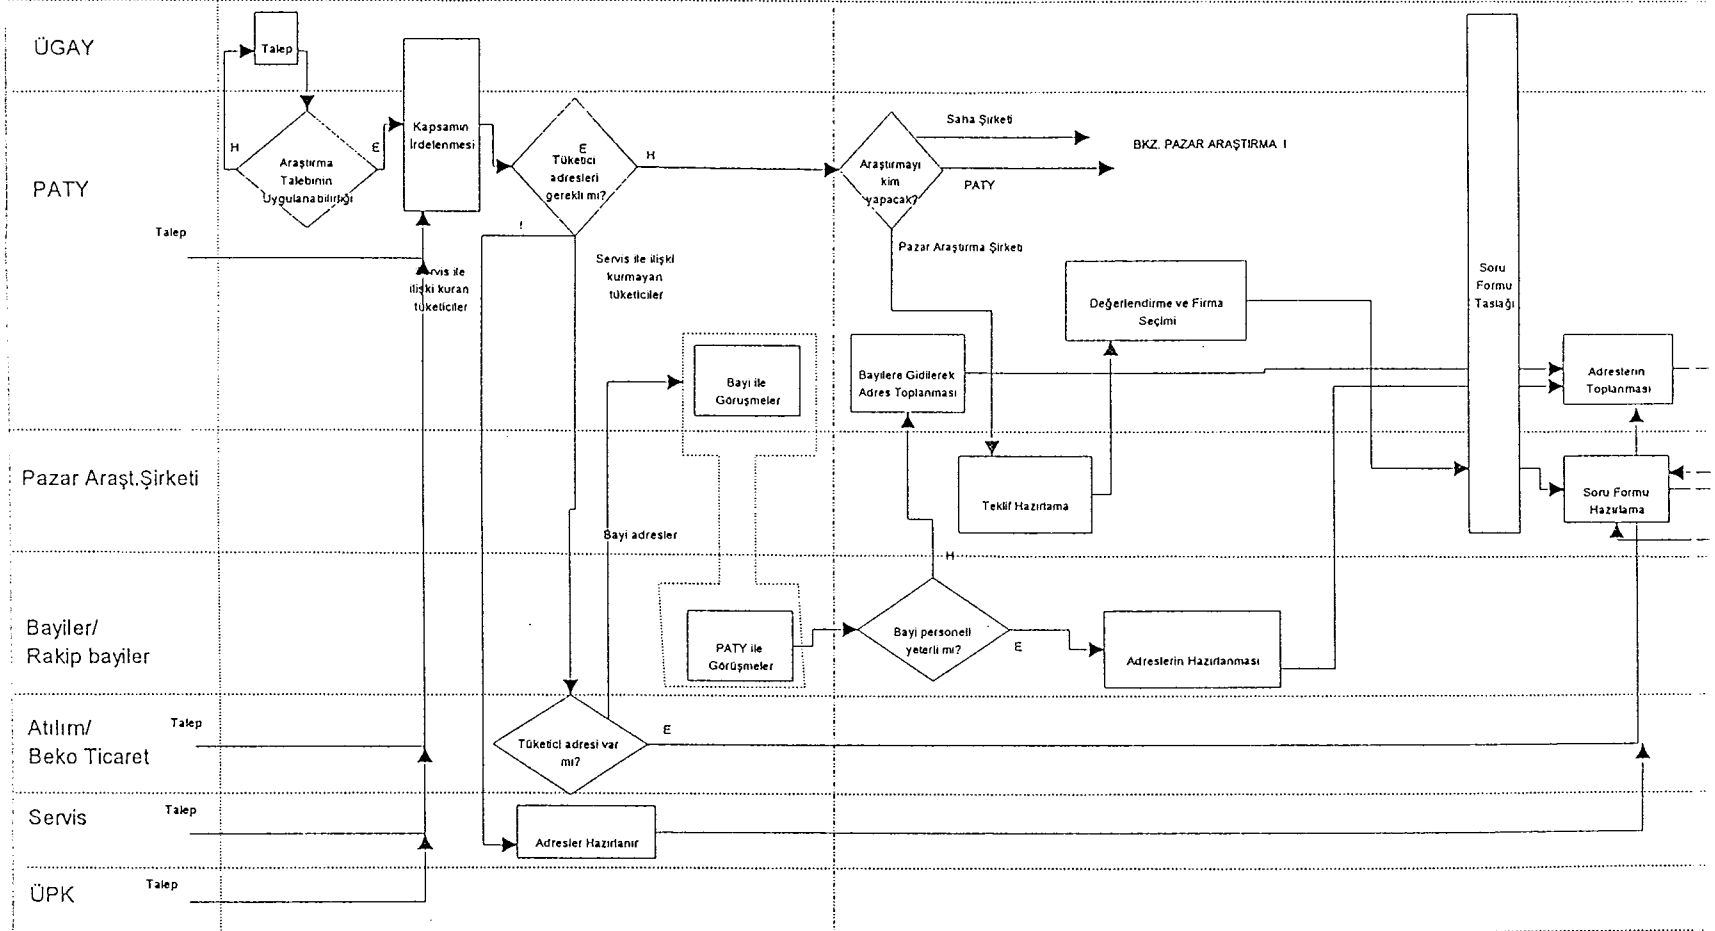 ÜGAY
Talep
Kapsamın
İrdelenmesi
H
E
Araştırma
Talebinin
Uygulanabilirliği
PATY
E
Tüketici
adresleri
gerekli mi?
H
Araştırmayı
kim
yapacak?
Saha Şirketi
PATY
BKZ. PAZAR ARAŞTIRMA I
Pazar Araştırma Şirketi
Talep
Servis ile
ilişki kuran
tüketiciler
Servis ile ilişki
kurmayan
tüketiciler
Değerlendirme ve Firma
Seçimi
Soru
Formu
Taslağı
Bayi ile
Görüşmeler
Bayilere Gidilerek
Adres Toplanması
Adreslerin
Toplanması
Pazar Araşt.Şirketi
Teklif Hazırlama
Soru Formu
Hazırlama
Bayi adresler
H
Bayiler/
Rakip bayiler
PATY ile
Görüşmeler
Bayi personeli
yeterli mi?
E
Adreslerin Hazırlanması
Atılım/
Beko Ticaret
Talep
Tüketici adresi var
mı?
E
Servis
Talep
Adresler Hazırlanır
ÜPK
Talep